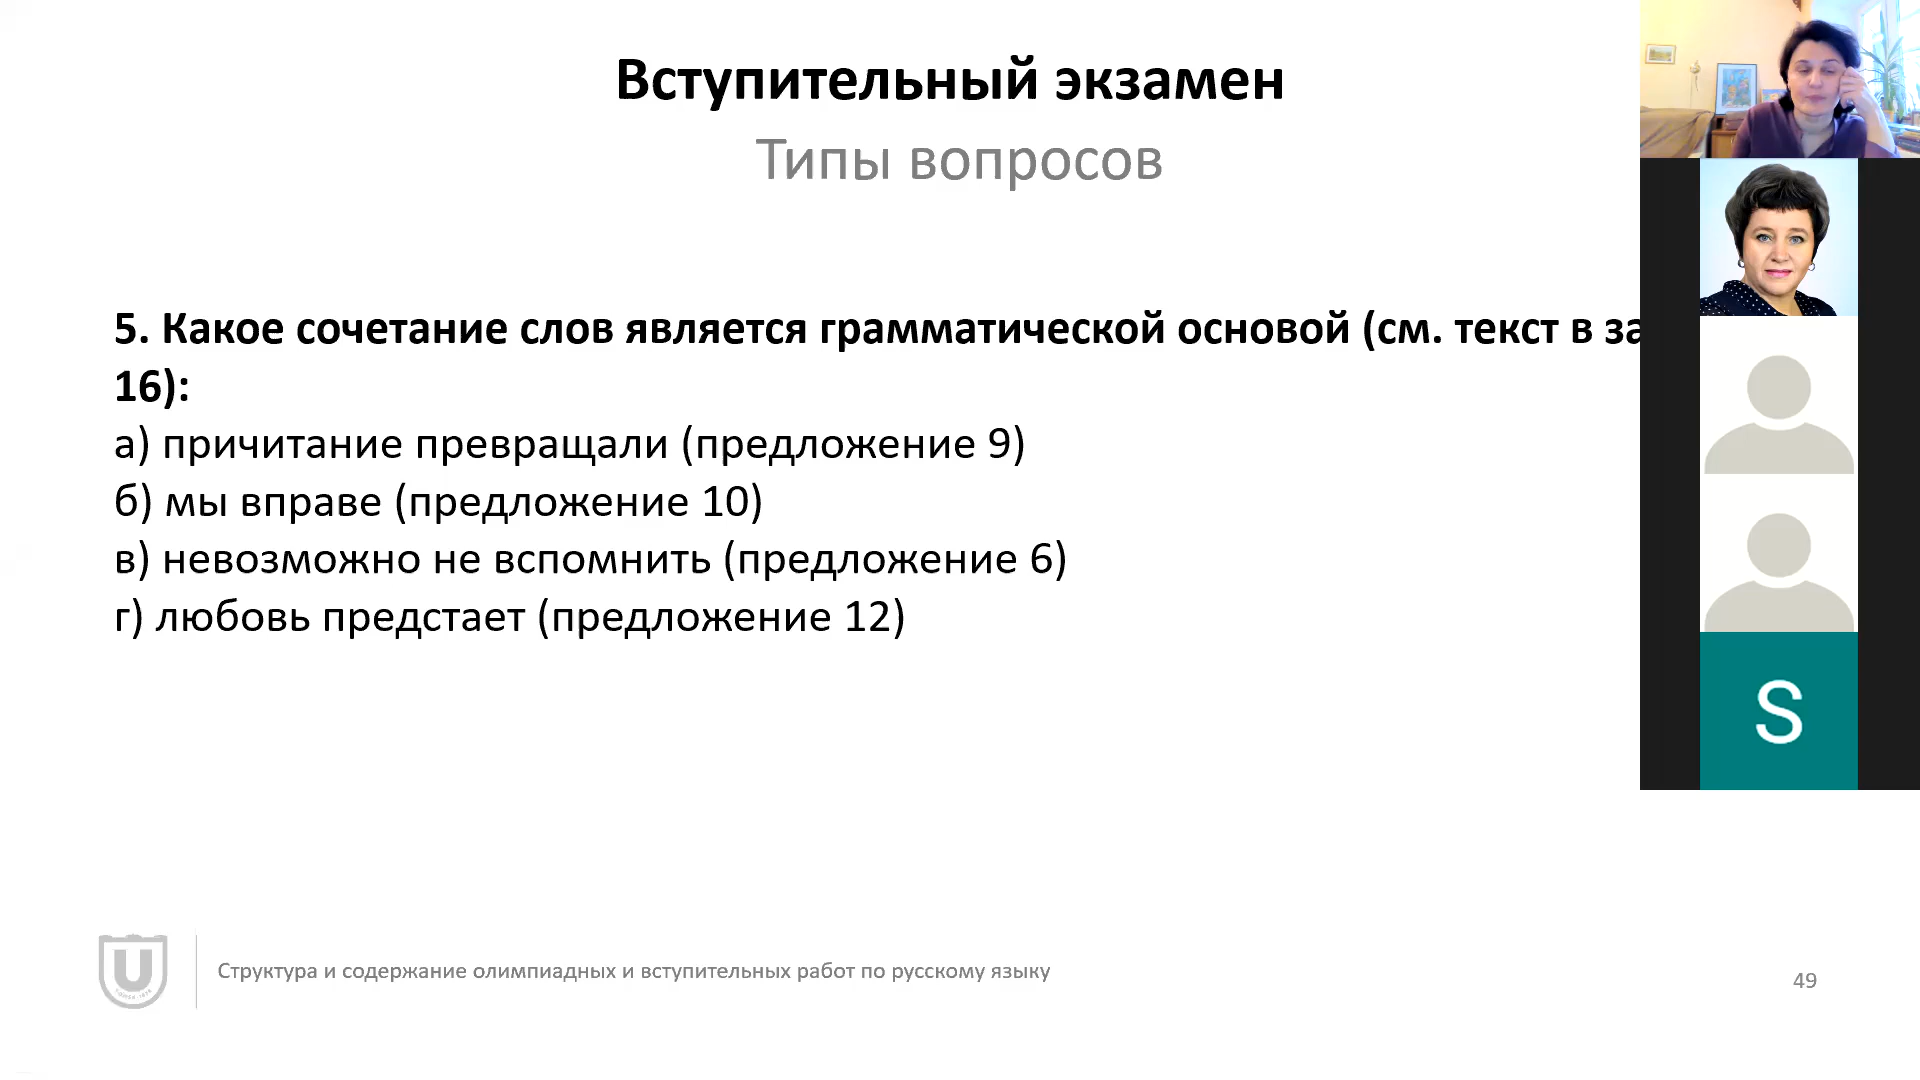 Вступительный экзамен
Типы вопросов
5. Какое сочетание слов является грамматической основой (см. текст в за
16):
а) причитание превращали (предложение 9)
б) мы вправе (предложение 10)
в) невозможно не вспомнить (предложение 6)
г) любовь предстает (предложение 12)
S
Структура и содержание олимпиадных и вступительных работ по русскому языку
49